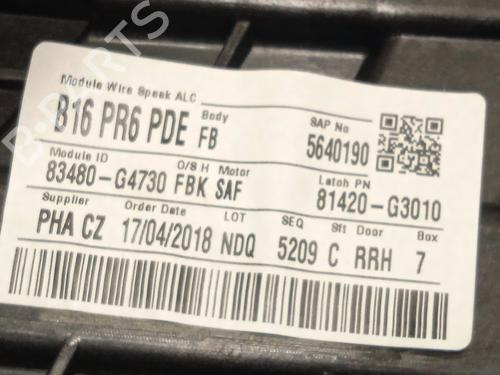 Module Wire Speak ALC Body SAP No
B16 PR6 PDE FB 5640190
Module ID O/S H Motor Latch PN
83480-G4730 FBK SAF 81420-G3010
Supplier Order Date LOT SEQ Sft Door Box
PHA CZ 17/04/2018 NDQ 5209 C RRH 7
B-PARTS